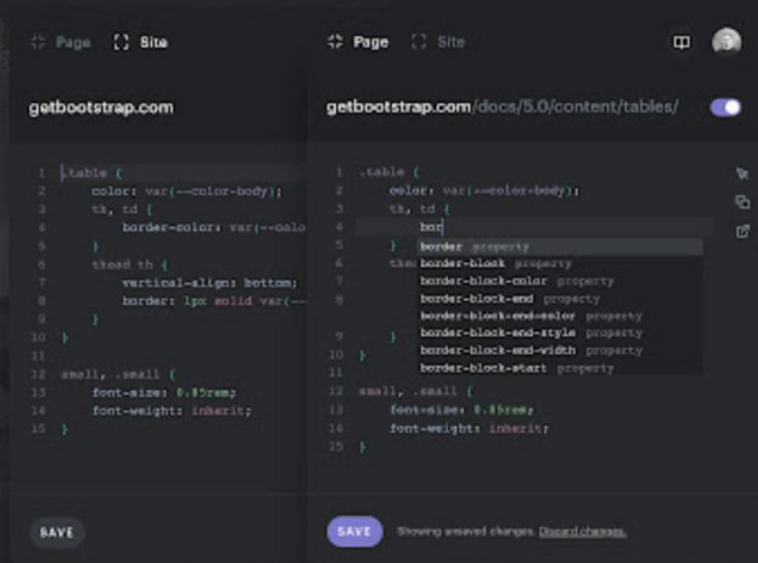 Page Site
getbootstrap.com
1 .table {
2 color: var(--color-body);
3 th, td {
4 border-color: var(--colo
5 }
6 thead th {
7 vertical-align: bottom;
8 border: 1px solid var(--
9 }
10 }
11
12 small, .small {
13 font-size: 0.85rem;
14 font-weight: inherit;
15 }
SAVE
Page Site
getbootstrap.com/docs/5.0/content/tables/
1 .table {
2 color: var(--color-body);
3 th, td {
4 bor
5 }
border property
6 thea
border-block property
7
border-block-color property
8
border-block-end property
border-block-end-color property
9 }
border-block-end-style property
10 }
border-block-end-width property
11
border-block-start property
12 small, .small {
13 font-size: 0.85rem;
14 font-weight: inherit;
15 }
SAVE Showing unsaved changes. Discard changes.